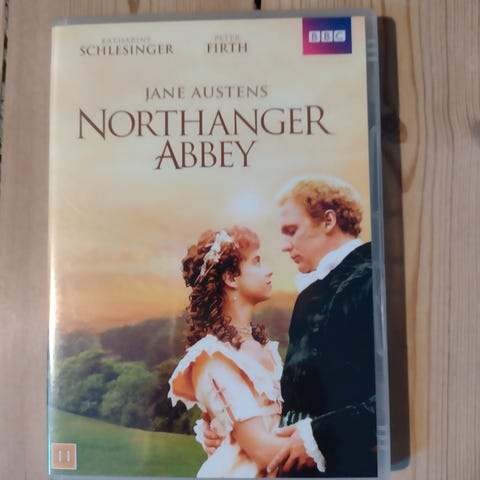 KATHARINE
SCHLESINGER
PETER
FIRTH
BBC
JANE AUSTENS
NORTHANGER
ABBEY
11